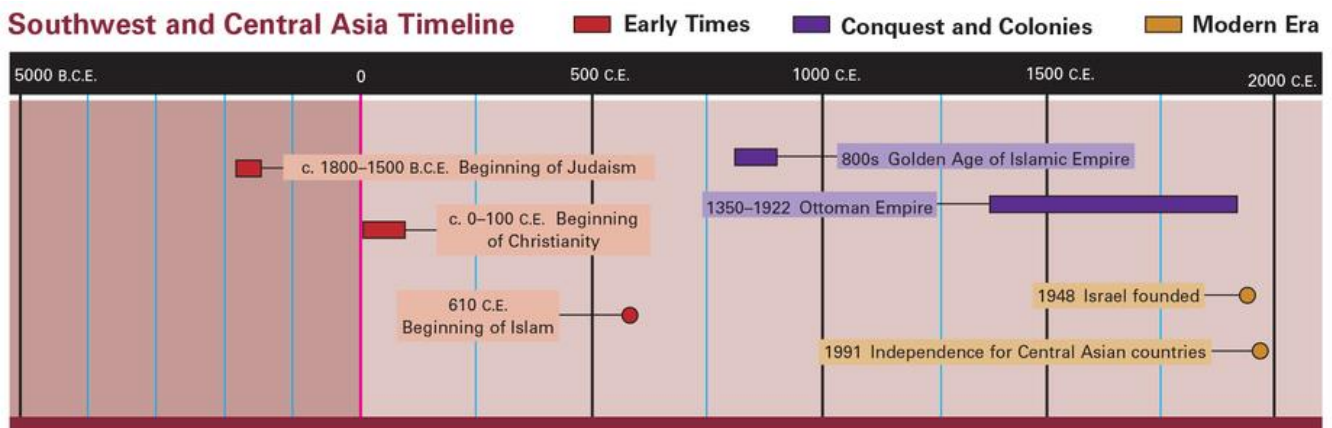 Southwest and Central Asia Timeline
Early Times
Conquest and Colonies
Modern Era
5000 B.C.E.
0
500 C.E.
1000 C.E.
1500 C.E.
2000 C.E.
c. 1800–1500 B.C.E. Beginning of Judaism
800s Golden Age of Islamic Empire
1350–1922 Ottoman Empire
c. 0–100 C.E. Beginning
of Christianity
610 C.E.
Beginning of Islam
1948 Israel founded
1991 Independence for Central Asian countries